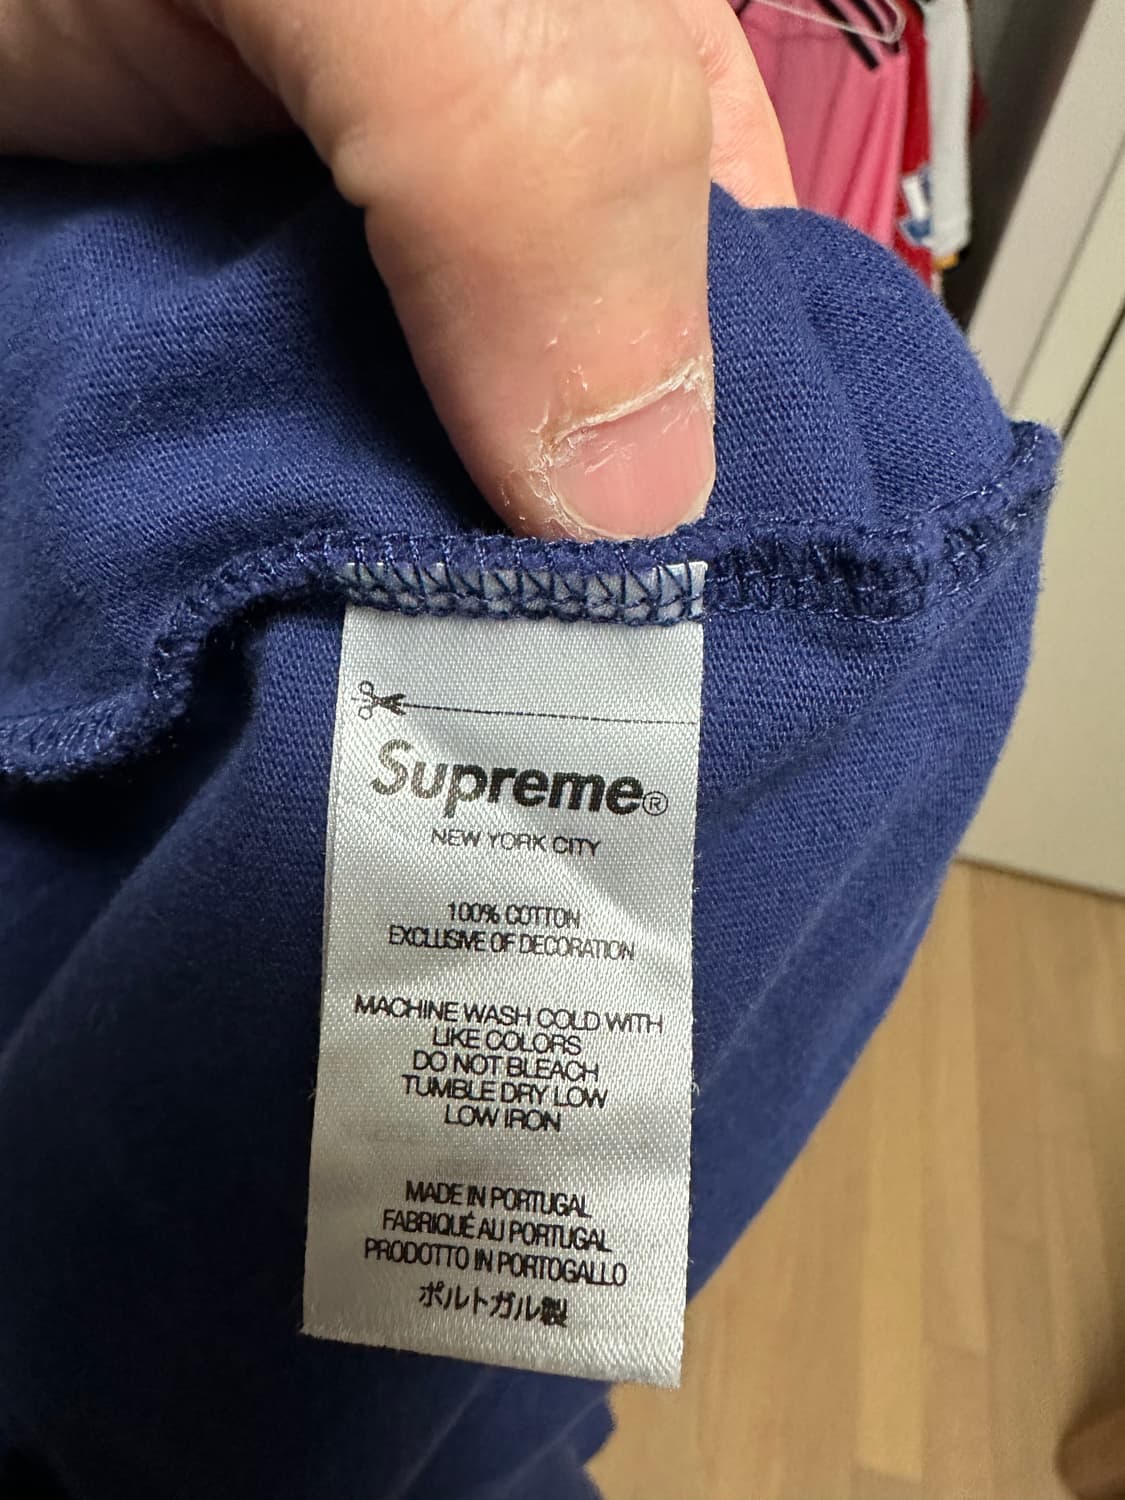 Supreme®
NEW YORK CITY
100% COTTON
EXCLUSIVE OF DECORATION
MACHINE WASH COLD WITH
LIKE COLORS
DO NOT BLEACH
TUMBLE DRY LOW
LOW IRON
MADE IN PORTUGAL
FABRIQUÉ AU PORTUGAL
PRODOTTO IN PORTOGALLO
ポルトガル製